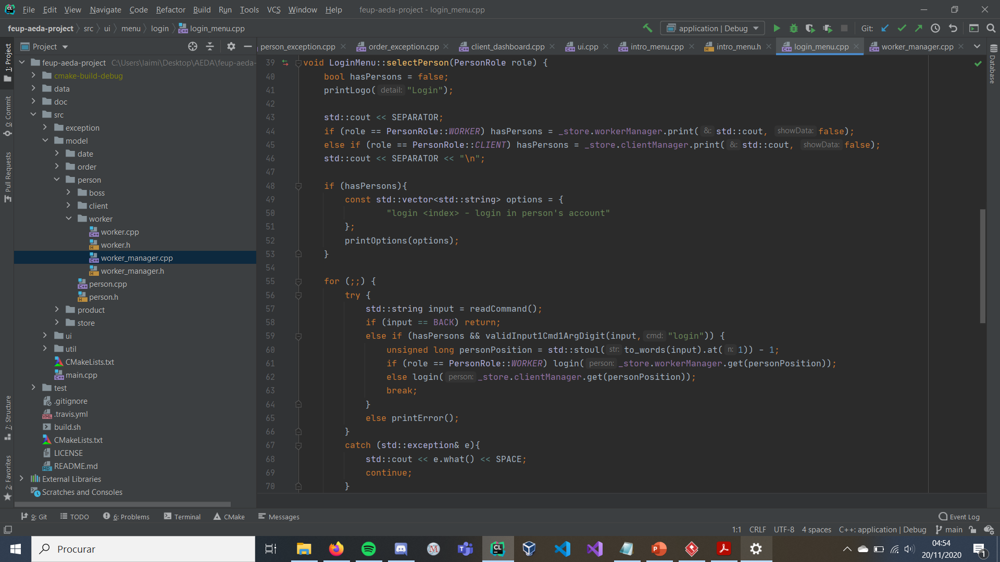 File Edit View Navigate Code Refactor Build Run Tools VCS Window Help feup-aeda-project - login_menu.cpp
feup-aeda-project src ui menu login login_menu.cpp application | Debug Git:
Project person_exception.cpp order_exception.cpp client_dashboard.cpp ui.cpp intro_menu.cpp intro_menu.h login_menu.cpp worker_manager.cpp
1: Project
0: Commit
Pull Requests
7: Structure
2: Favorites
feup-aeda-project C:\Users\laimi\Desktop\AEDA\feup-aeda-
cmake-build-debug
data
doc
src
exception
model
date
order
person
boss
client
worker
worker.cpp
worker.h
worker_manager.cpp
worker_manager.h
person.cpp
person.h
product
store
ui
util
CMakeLists.txt
main.cpp
test
.gitignore
.travis.yml
build.sh
CMakeLists.txt
LICENSE
README.md
External Libraries
Scratches and Consoles
39 void LoginMenu::selectPerson(PersonRole role) {
40 bool hasPersons = false;
41 printLogo( detail: "Login");
42
43 std::cout << SEPARATOR;
44 if (role == PersonRole::WORKER) hasPersons = _store.workerManager.print( &: std::cout, showData: false);
45 else if (role == PersonRole::CLIENT) hasPersons = _store.clientManager.print( &: std::cout, showData: false);
46 std::cout << SEPARATOR << "\n";
47
48 if (hasPersons){
49 const std::vector<std::string> options = {
50 "login <index> - login in person's account"
51 };
52 printOptions(options);
53 }
54
55 for (;;) {
56 try {
57 std::string input = readCommand();
58 if (input == BACK) return;
59 else if (hasPersons && validInput1Cmd1ArgDigit(input, cmd: "login")) {
60 unsigned long personPosition = std::stoul( str: to_words(input).at( n: 1)) - 1;
61 if (role == PersonRole::WORKER) login( person: _store.workerManager.get(personPosition));
62 else login( person: _store.clientManager.get(personPosition));
63 break;
64 }
65 else printError();
66 }
67 catch (std::exception& e){
68 std::cout << e.what() << SPACE;
69 continue;
70 }
Database
9: Git TODO 6: Problems Terminal CMake Messages Event Log
1:1 CRLF UTF-8 4 spaces C++: application | Debug main
Procurar
04:54
20/11/2020
1